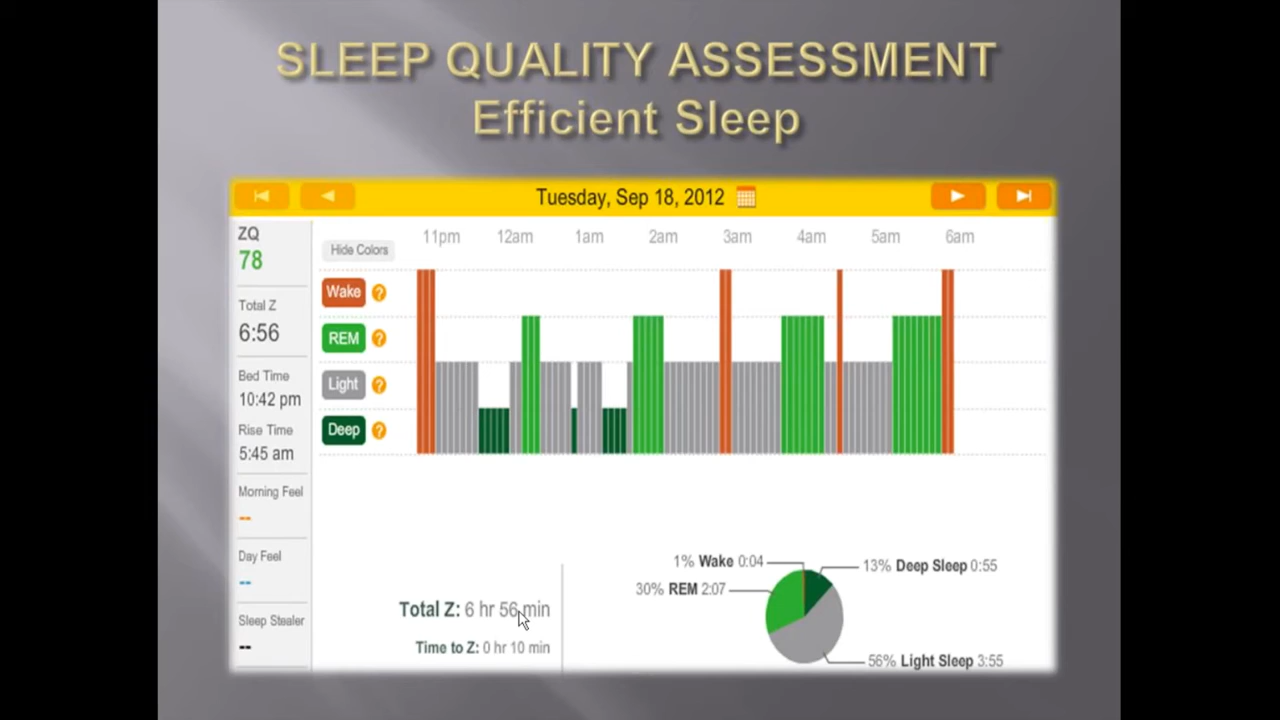 SLEEP QUALITY ASSESSMENT
Efficient Sleep
Tuesday, Sep 18, 2012
ZQ
78
Total Z
6:56
Bed Time
10:42 pm
Rise Time
5:45 am
Morning Feel
--
Day Feel
--
Sleep Stealer
--
Hide Colors
11pm 12am 1am 2am 3am 4am 5am 6am
Wake ?
REM ?
Light ?
Deep ?
Total Z: 6 hr 56 min
Time to Z: 0 hr 10 min
1% Wake 0:04
13% Deep Sleep 0:55
30% REM 2:07
56% Light Sleep 3:55